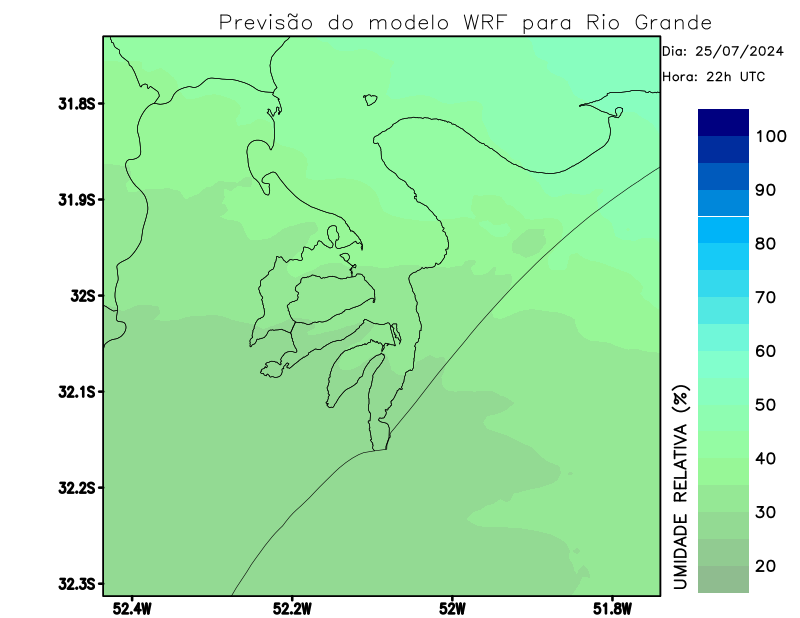 Previsão do modelo WRF para Rio Grande
Dia: 25/07/2024
Hora: 22h UTC
31.8S
31.9S
32S
32.1S
32.2S
32.3S
52.4W
52.2W
52W
51.8W
UMIDADE RELATIVA (%)
100
90
80
70
60
50
40
30
20